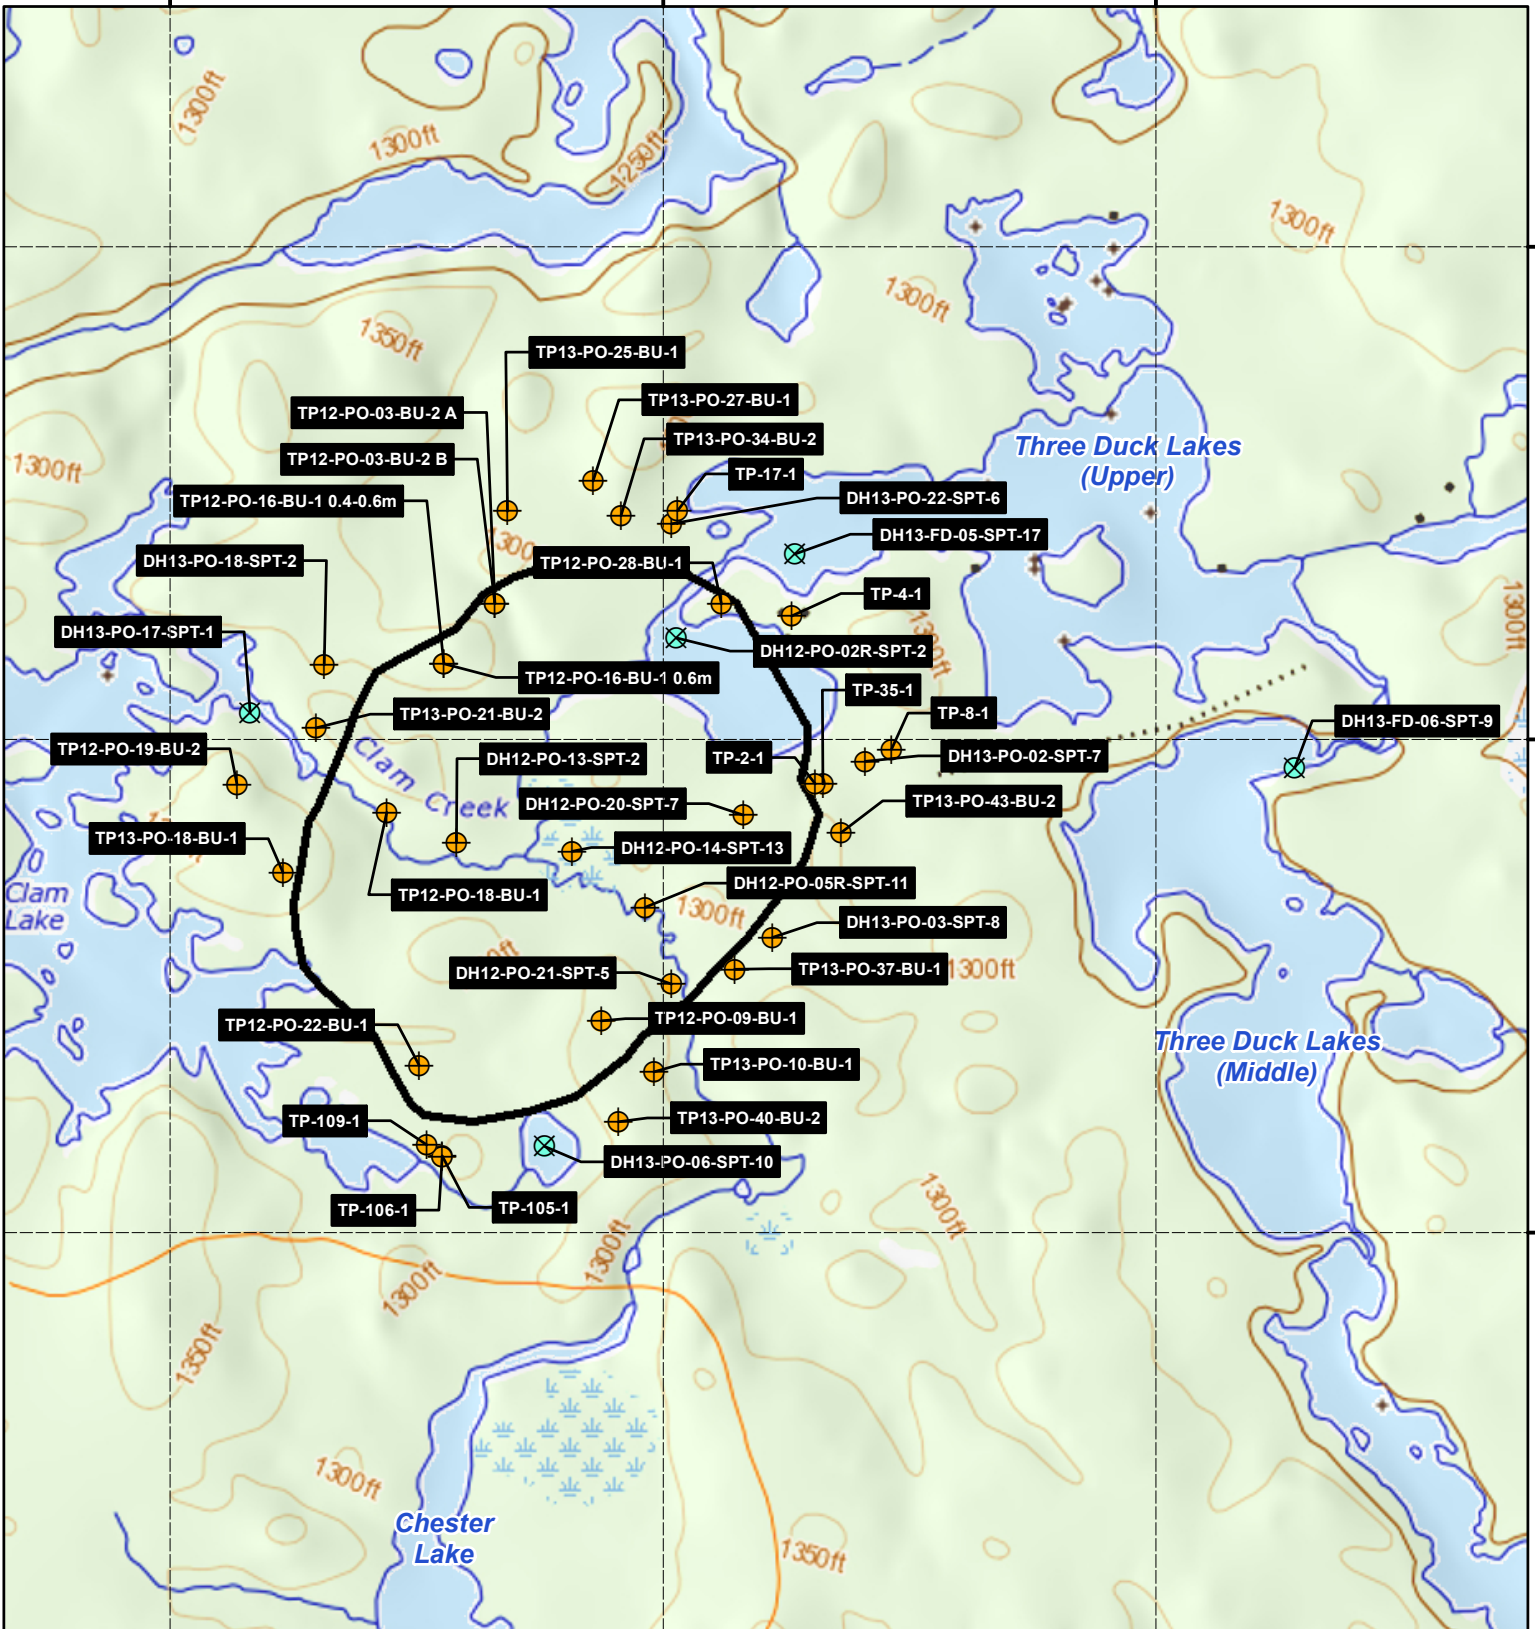 1300ft
1300ft
1250ft
1300ft
1300ft
1350ft
TP13-PO-25-BU-1
TP13-PO-27-BU-1
TP12-PO-03-BU-2 A
TP13-PO-34-BU-2
Three Duck Lakes
(Upper)
TP12-PO-03-BU-2 B
1300ft
TP-17-1
TP12-PO-16-BU-1 0.4-0.6m
DH13-PO-22-SPT-6
DH13-FD-05-SPT-17
1300
DH13-PO-18-SPT-2
TP12-PO-28-BU-1
TP-4-1
1300ft
DH13-PO-17-SPT-1
1300ft
DH12-PO-02R-SPT-2
TP12-PO-16-BU-1 0.6m
TP-35-1
TP13-PO-21-BU-2
TP-8-1
DH13-FD-06-SPT-9
TP12-PO-19-BU-2
Clam Creek
DH12-PO-13-SPT-2
TP-2-1
DH13-PO-02-SPT-7
DH12-PO-20-SPT-7
TP13-PO-43-BU-2
TP13-PO-18-BU-1
DH12-PO-14-SPT-13
Clam
Lake
TP12-PO-18-BU-1
DH12-PO-05R-SPT-11
1300ft
DH13-PO-03-SPT-8
DH12-PO-21-SPT-5
TP13-PO-37-BU-1
1300ft
TP12-PO-22-BU-1
TP12-PO-09-BU-1
Three Duck Lakes
(Middle)
TP13-PO-10-BU-1
TP-109-1
TP13-PO-40-BU-2
DH13-PO-06-SPT-10
TP-106-1
TP-105-1
1300ft
1300ft
1300ft
1350ft
1300ft
Chester
Lake
1350ft